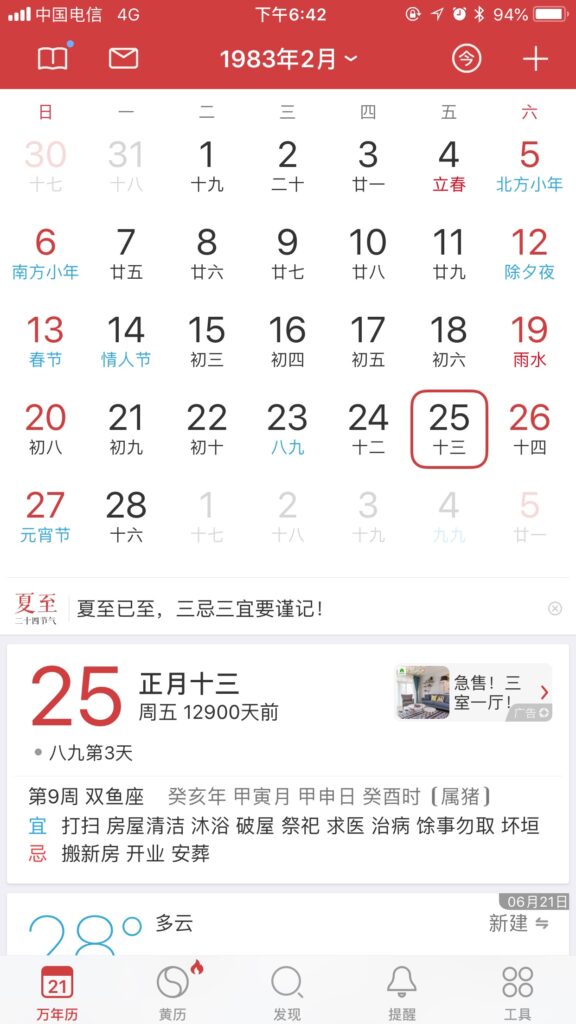 中国电信 4G 下午6:42 94%
1983年2月 今
日 一 二 三 四 五 六
30 31 1 2 3 4 5
十七 十八 十九 二十 廿一 立春 北方小年
6 7 8 9 10 11 12
南方小年 廿五 廿六 廿七 廿八 廿九 除夕夜
13 14 15 16 17 18 19
春节 情人节 初三 初四 初五 初六 雨水
20 21 22 23 24 25 26
初八 初九 初十 八九 十二 十三 十四
27 28 1 2 3 4 5
元宵节 十六 十七 十八 十九 九九 廿一
夏至
二十四节气
夏至已至，三忌三宜要谨记！
25
正月十三
周五 12900天前
急售！三
室一厅！
广告
八九第3天
第9周 双鱼座 癸亥年 甲寅月 甲申日 癸酉时 [属猪]
宜 打扫 房屋清洁 沐浴 破屋 祭祀 求医 治病 馀事勿取 坏垣
忌 搬新房 开业 安葬
06月21日
28° 多云 新建
21
万年历 黄历 发现 提醒 工具